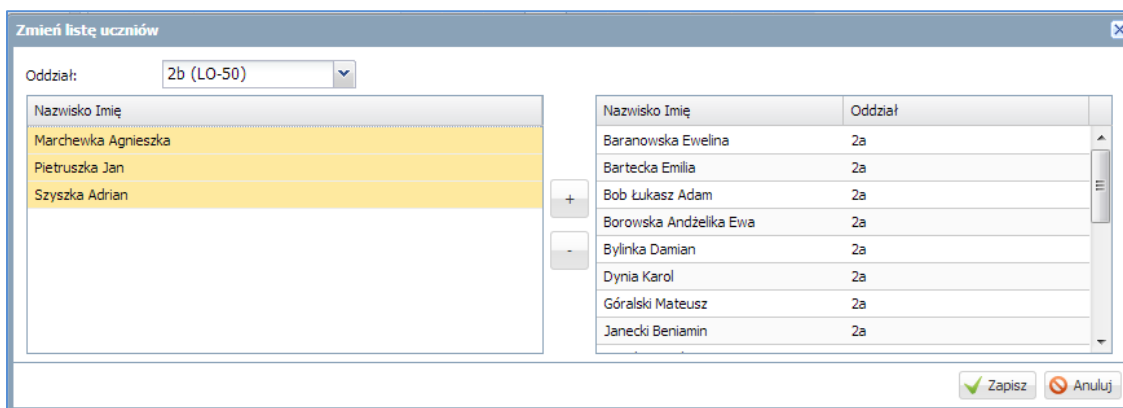 Zmień listę uczniów
Oddział: 2b (LO-50)
Nazwisko Imię
Marchewka Agnieszka
Pietruszka Jan
Szyszka Adrian
+
-
Nazwisko Imię Oddział
Baranowska Ewelina 2a
Bartecka Emilia 2a
Bob Łukasz Adam 2a
Borowska Andżelika Ewa 2a
Bylinka Damian 2a
Dynia Karol 2a
Góralski Mateusz 2a
Janecki Beniamin 2a
Zapisz Anuluj